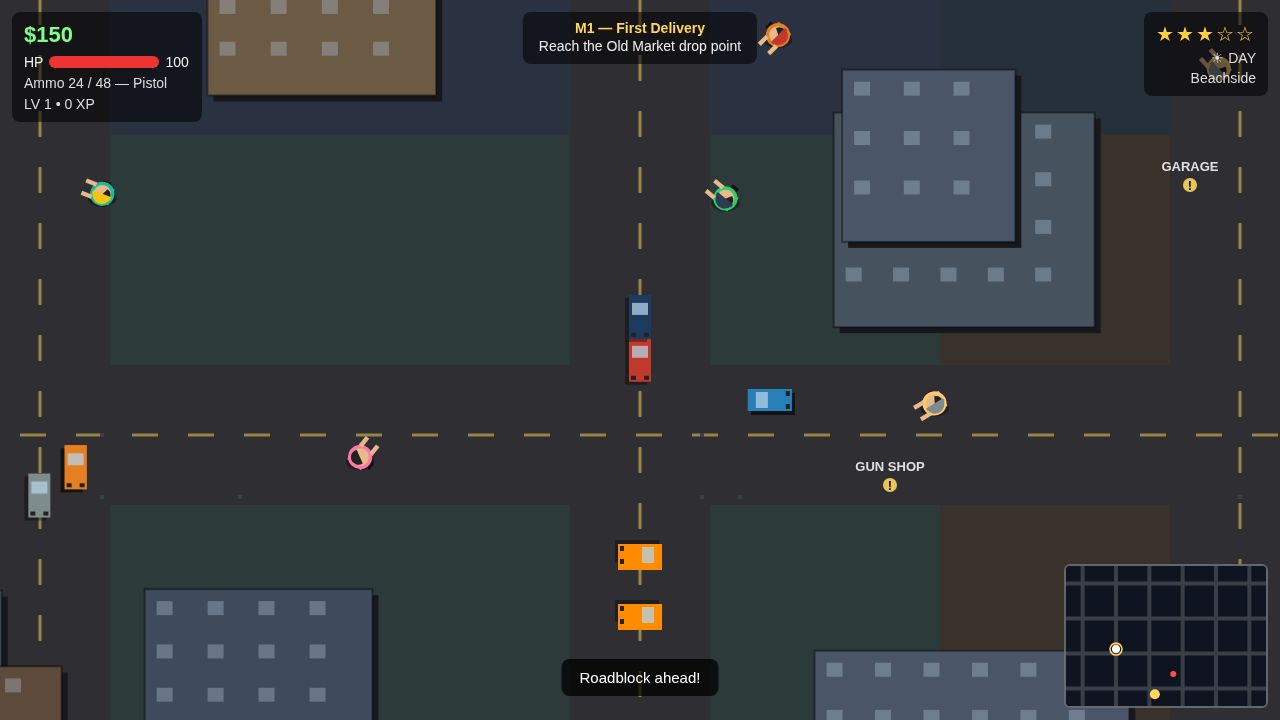 $150
HP 100
Ammo 24 / 48 — Pistol
LV 1 • 0 XP
M1 — First Delivery
Reach the Old Market drop point
★★★☆☆
☀ DAY
Beachside
GARAGE
!
GUN SHOP
!
Roadblock ahead!